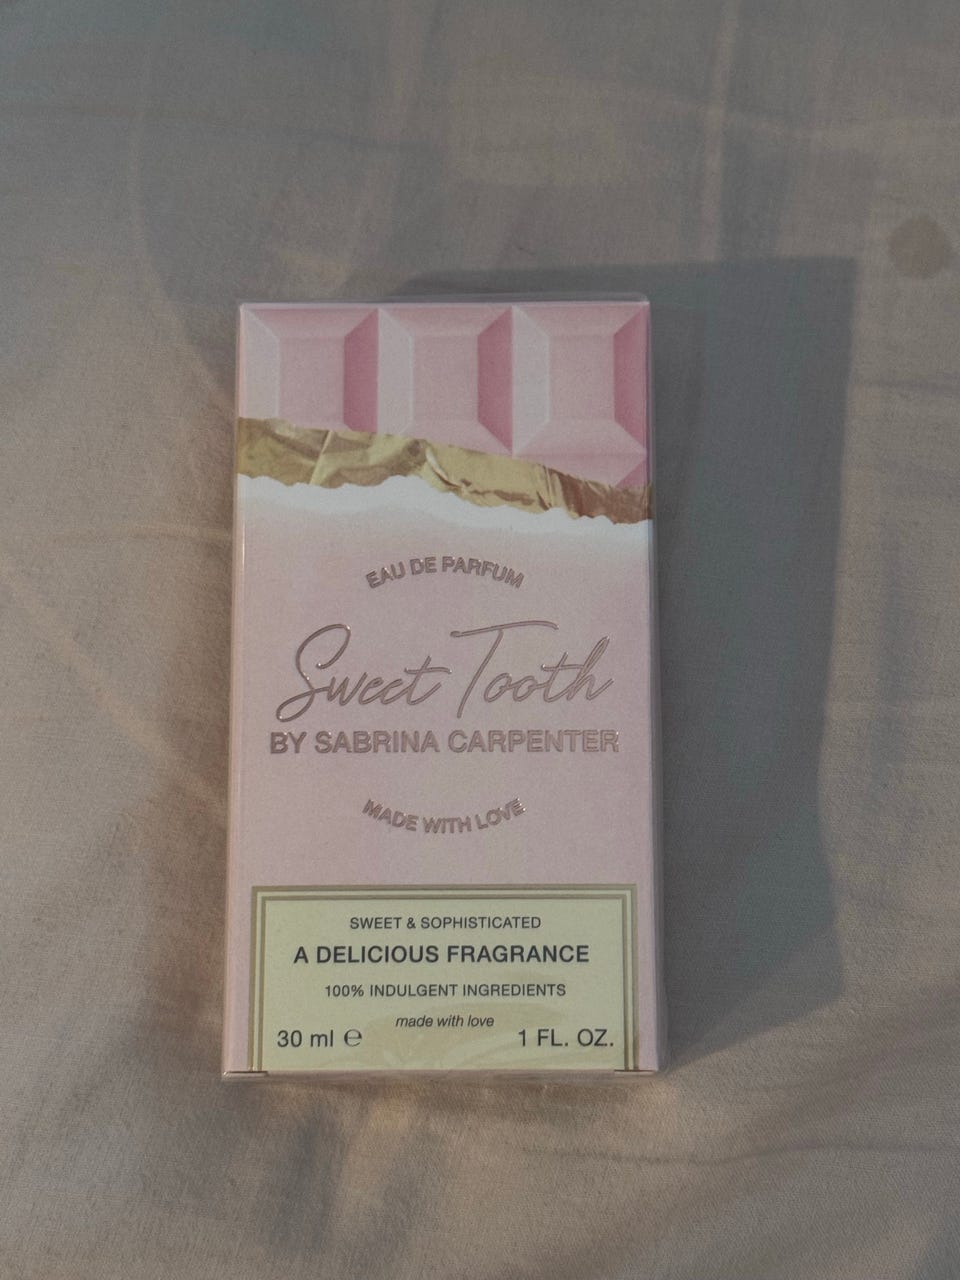 EAU DE PARFUM
Sweet Tooth
BY SABRINA CARPENTER
MADE WITH LOVE
SWEET & SOPHISTICATED
A DELICIOUS FRAGRANCE
100% INDULGENT INGREDIENTS
made with love
30 ml ℮ 1 FL. OZ.